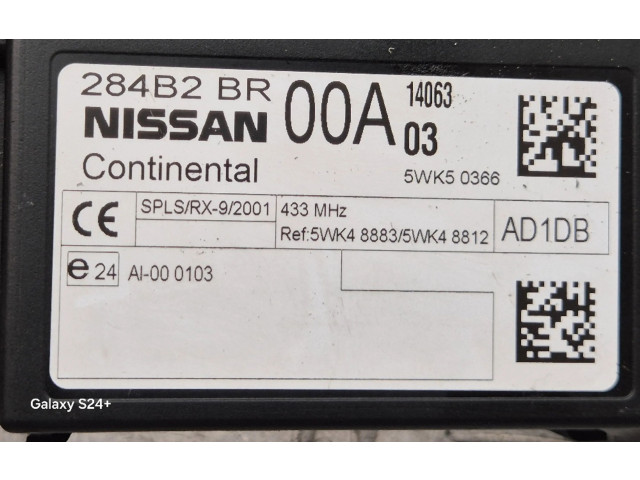 284B2 BR 00A 14063
NISSAN 03
Continental 5WK5 0366
CE SPLS/RX-9/2001 433 MHz AD1DB
Ref:5WK4 8883/5WK4 8812
e 24 AI-00 0103
Galaxy S24+